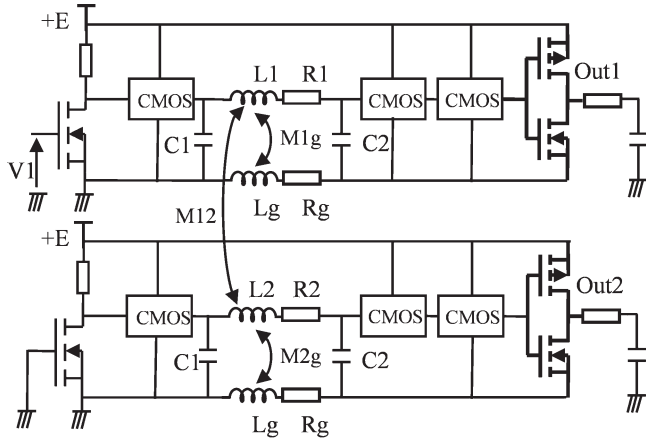 +E
L1 R1
Out1
CMOS
CMOS CMOS
C1 M1g C2
V1
Lg Rg
M12
+E
L2 R2
Out2
CMOS
CMOS CMOS
C1 M2g C2
Lg Rg